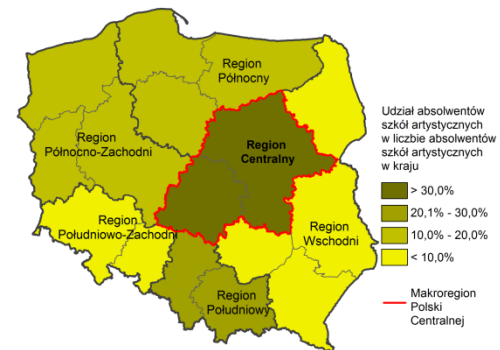 Region
Północny
Region
Północno-Zachodni
Region
Centralny
Region
Południowo-Zachodni
Region
Wschodni
Region
Południowy
Udział absolwentów
szkół artystycznych
w liczbie absolwentów
szkół artystycznych
w kraju
> 30,0%
20,1% - 30,0%
10,0% - 20,0%
< 10,0%
Makroregion
Polski
Centralnej